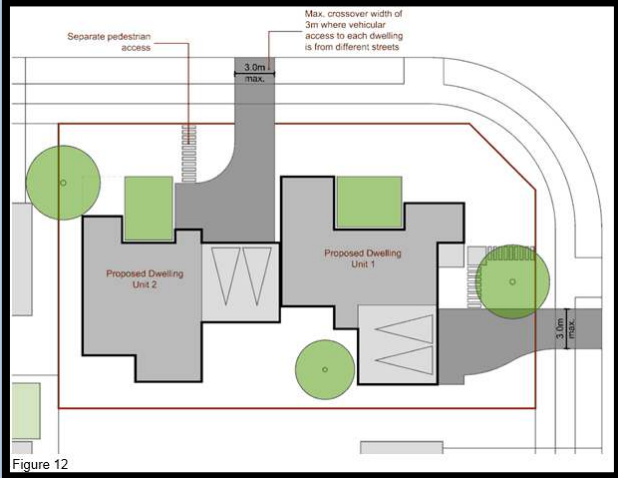 Max. crossover width of
3m where vehicular
access to each dwelling
is from different streets
Separate pedestrian
access
3.0m
max.
Proposed Dwelling
Unit 1
Proposed Dwelling
Unit 2
3.0m
max.
Figure 12